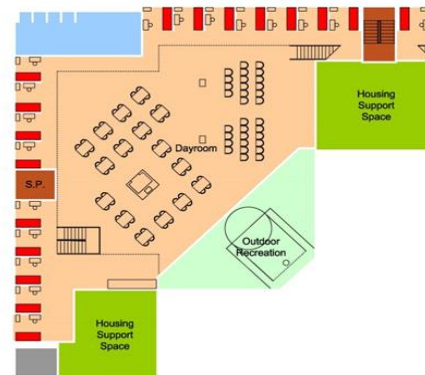 Housing
Support
Space
Dayroom
S.P.
Outdoor
Recreation
Housing
Support
Space